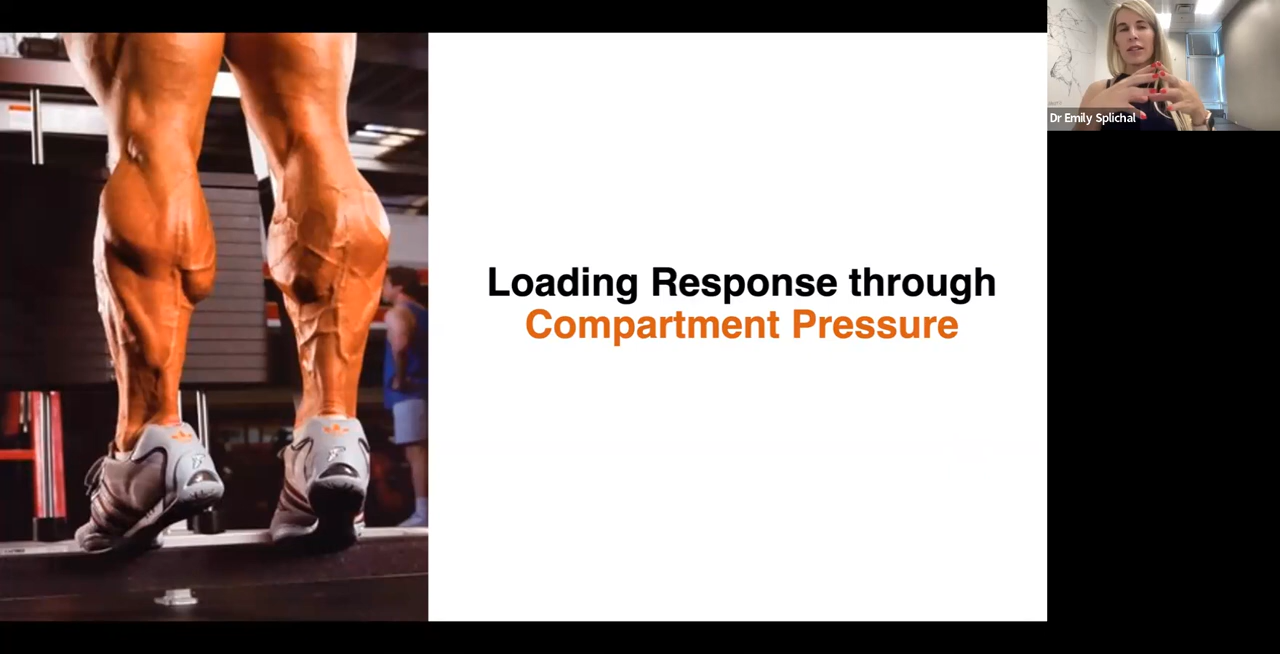 Loading Response through
Compartment Pressure
Dr Emily Splichal